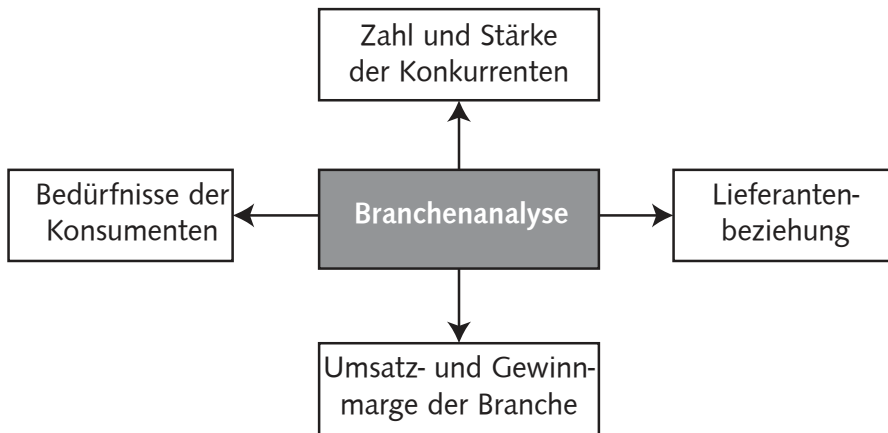 Zahl und Stärke
der Konkurrenten
Bedürfnisse der
Konsumenten
Branchenanalyse
Lieferanten-
beziehung
Umsatz- und Gewinn-
marge der Branche